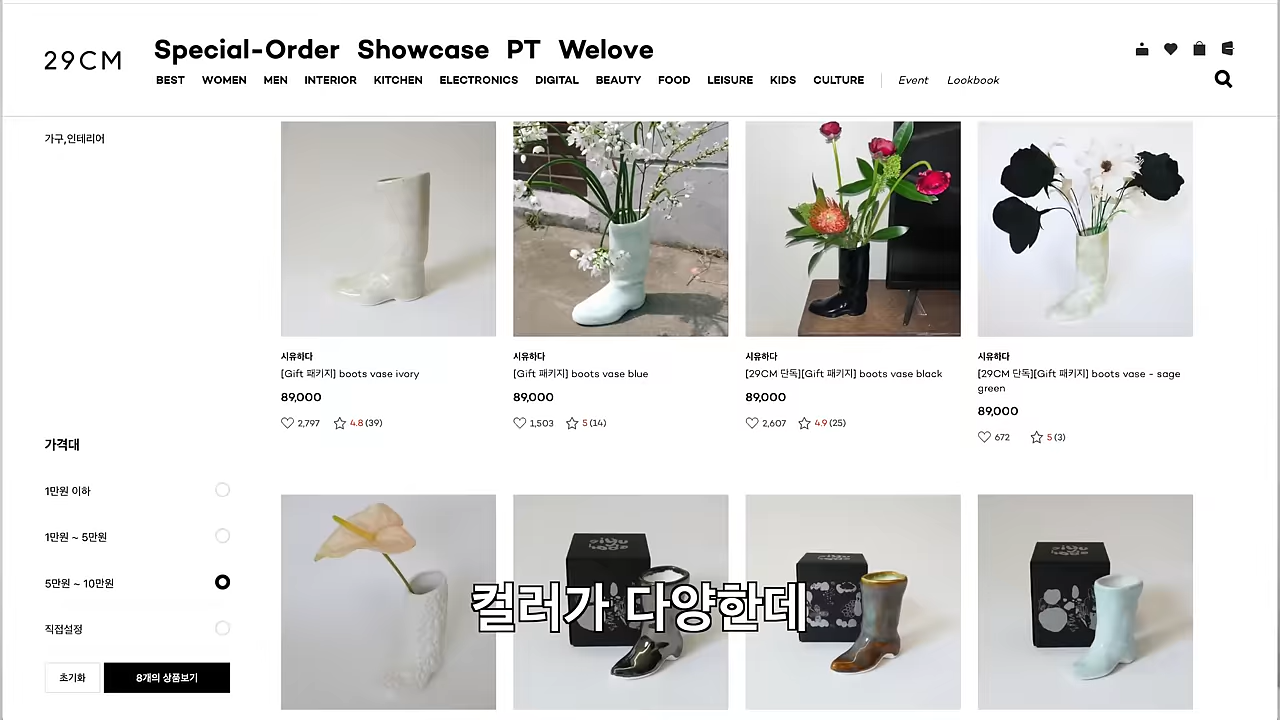 29CM
Special-Order Showcase PT Welove
BEST WOMEN MEN INTERIOR KITCHEN ELECTRONICS DIGITAL BEAUTY FOOD LEISURE KIDS CULTURE Event Lookbook
가구,인테리어
시유하다
[Gift 패키지] boots vase ivory
89,000
2,797 4.8 (39)
시유하다
[Gift 패키지] boots vase blue
89,000
1,503 5 (14)
시유하다
[29CM 단독][Gift 패키지] boots vase black
89,000
2,607 4.9 (25)
시유하다
[29CM 단독][Gift 패키지] boots vase - sage
green
89,000
672 5 (3)
가격대
1만원 이하
1만원 ~ 5만원
5만원 ~ 10만원
직접설정
초기화 8개의 상품보기
컬러가 다양한데